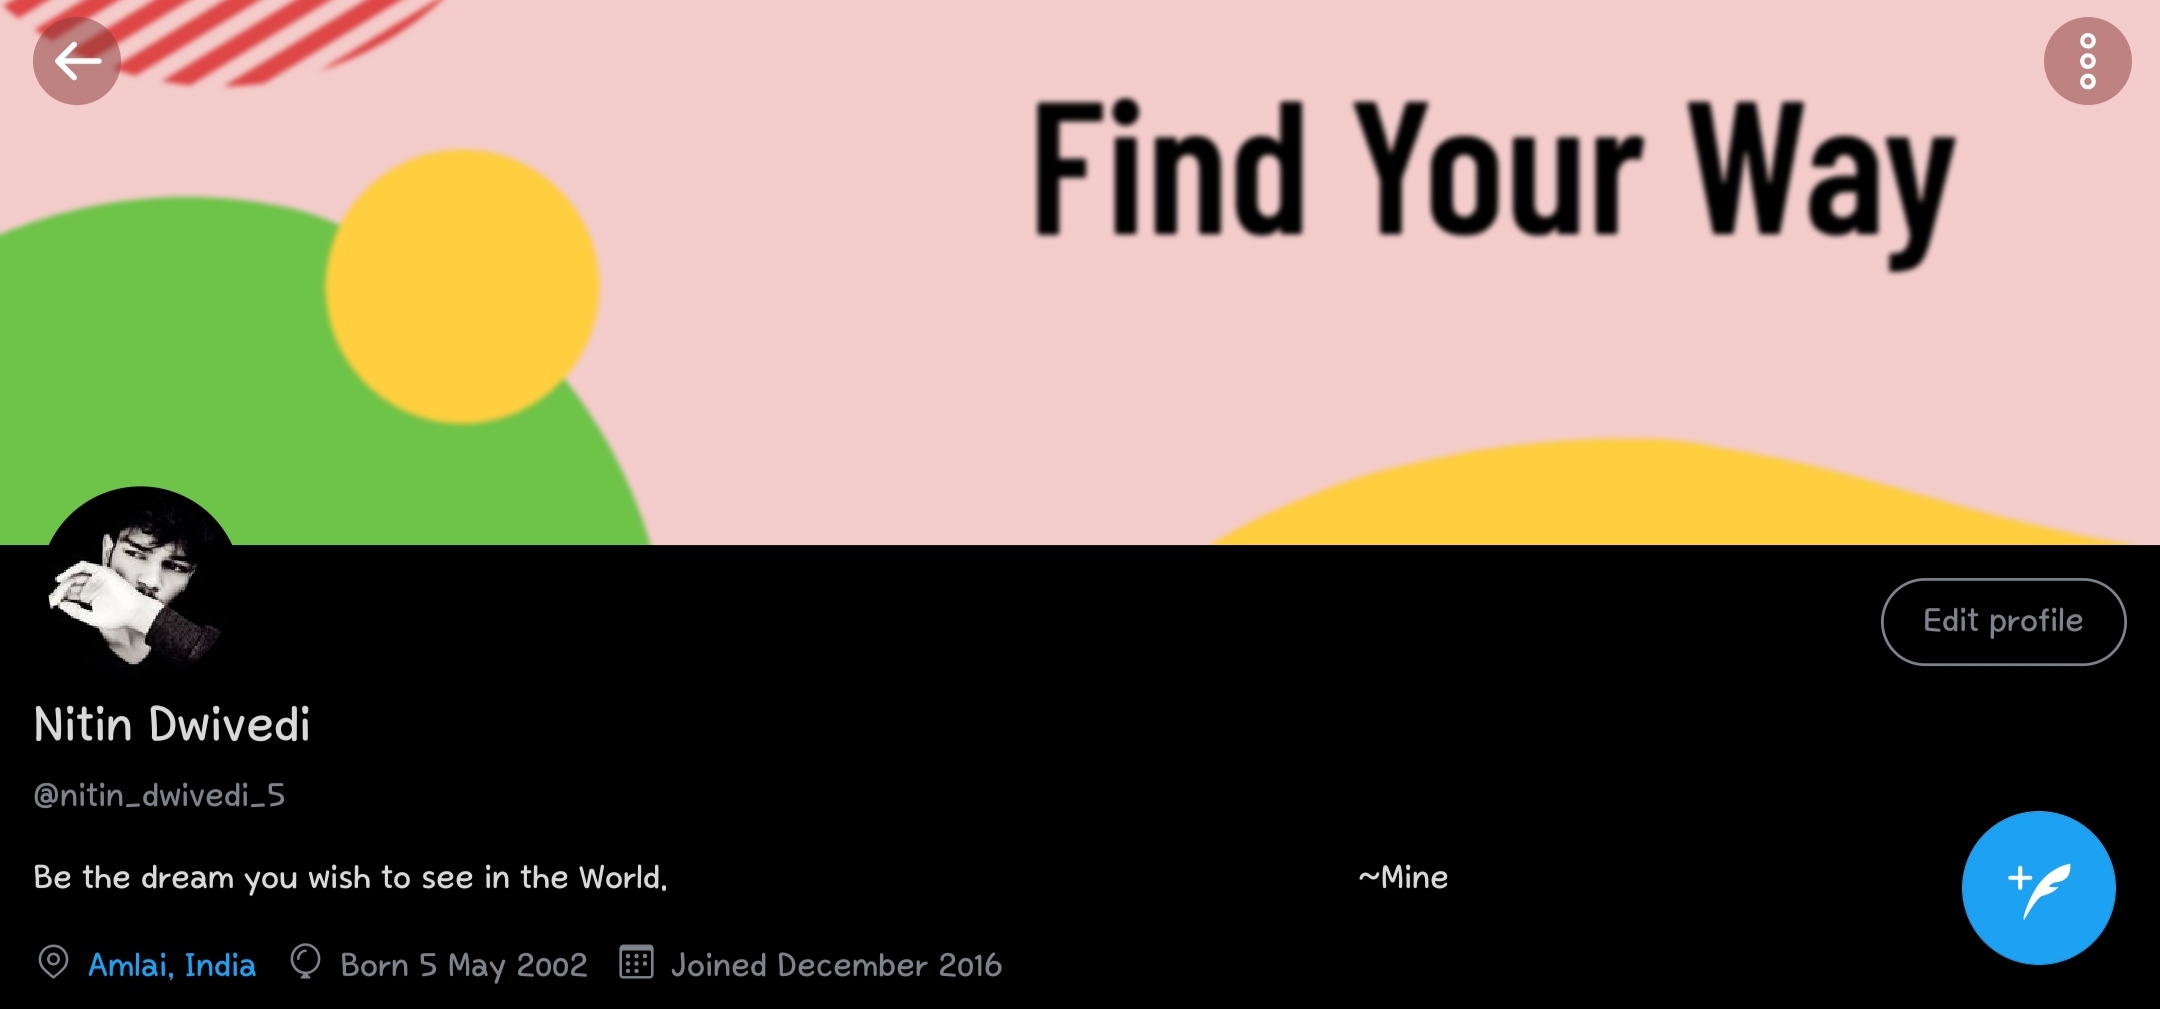 Find Your Way
Edit profile
Nitin Dwivedi
@nitin_dwivedi_5
Be the dream you wish to see in the World. ~Mine
Amlai, India Born 5 May 2002 Joined December 2016